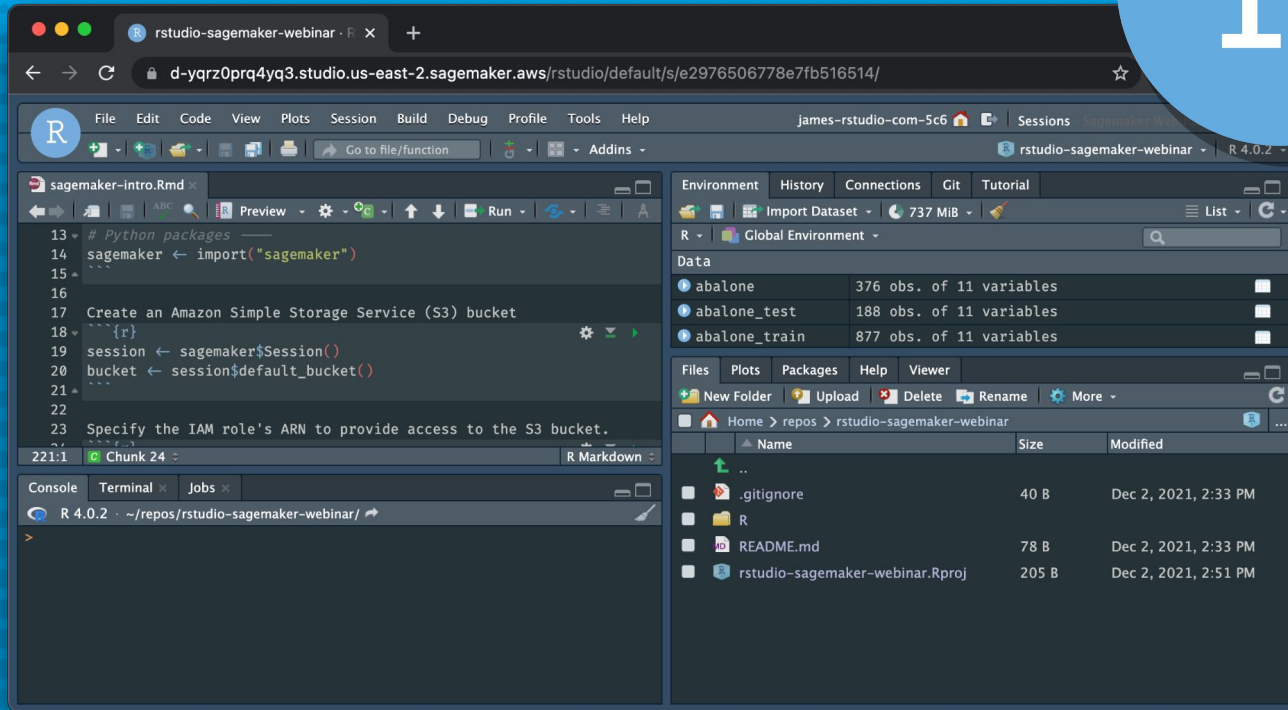 1
rstudio-sagemaker-webinar · R
d-yqrz0prq4yq3.studio.us-east-2.sagemaker.aws/rstudio/default/s/e2976506778e7fb516514/
R File Edit Code View Plots Session Build Debug Profile Tools Help james-rstudio-com-5c6 Sessions Sagemaker
Go to file/function Addins rstudio-sagemaker-webinar R 4.0.2
sagemaker-intro.Rmd
ABC Preview Run
13 # Python packages ——
14 sagemaker ← import("sagemaker")
15 ```
16
17 Create an Amazon Simple Storage Service (S3) bucket
18 ```{r}
19 session ← sagemaker$Session()
20 bucket ← session$default_bucket()
21 ```
22
23 Specify the IAM role's ARN to provide access to the S3 bucket.
221:1 C Chunk 24 R Markdown
Console Terminal Jobs
R 4.0.2 · ~/repos/rstudio-sagemaker-webinar/
>
Environment History Connections Git Tutorial
Import Dataset 737 MiB List
R Global Environment
Data
abalone 376 obs. of 11 variables
abalone_test 188 obs. of 11 variables
abalone_train 877 obs. of 11 variables
Files Plots Packages Help Viewer
New Folder Upload Delete Rename More
Home > repos > rstudio-sagemaker-webinar ...
Name Size Modified
..
.gitignore 40 B Dec 2, 2021, 2:33 PM
R
README.md 78 B Dec 2, 2021, 2:33 PM
rstudio-sagemaker-webinar.Rproj 205 B Dec 2, 2021, 2:51 PM